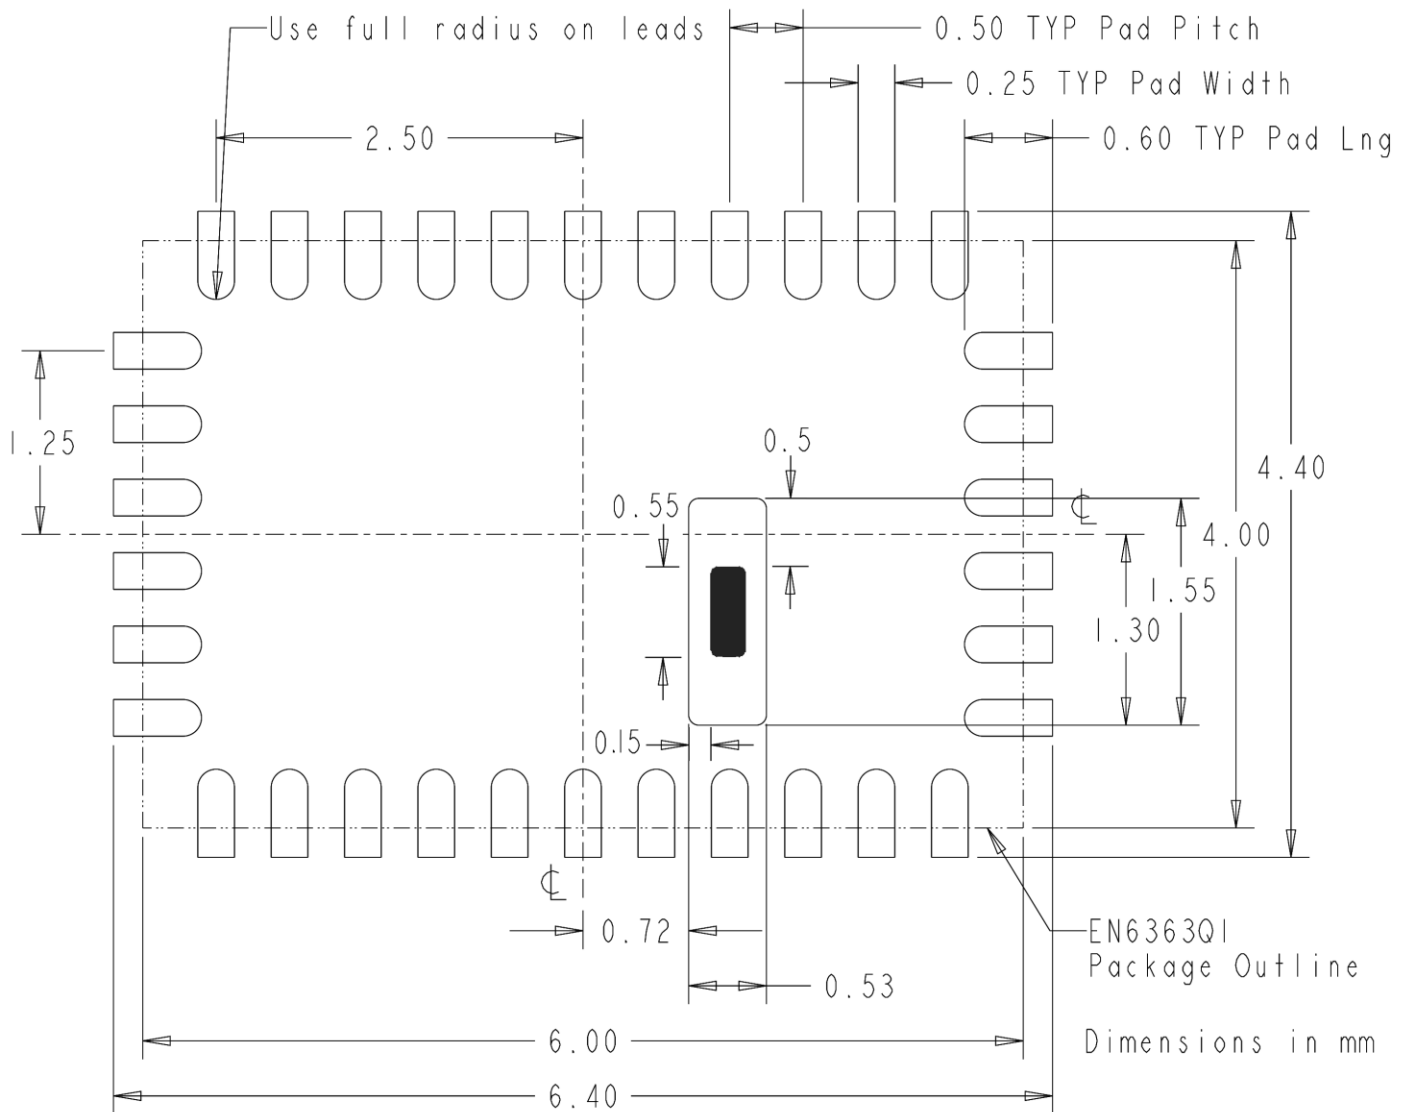 Use full radius on leads
0.50 TYP Pad Pitch
0.25 TYP Pad Width
2.50
0.60 TYP Pad Lng
1.25
0.5
4.40
0.55
℄
4.00
1.55
1.30
0.15
℄
0.72
EN6363QI
Package Outline
0.53
6.00
Dimensions in mm
6.40